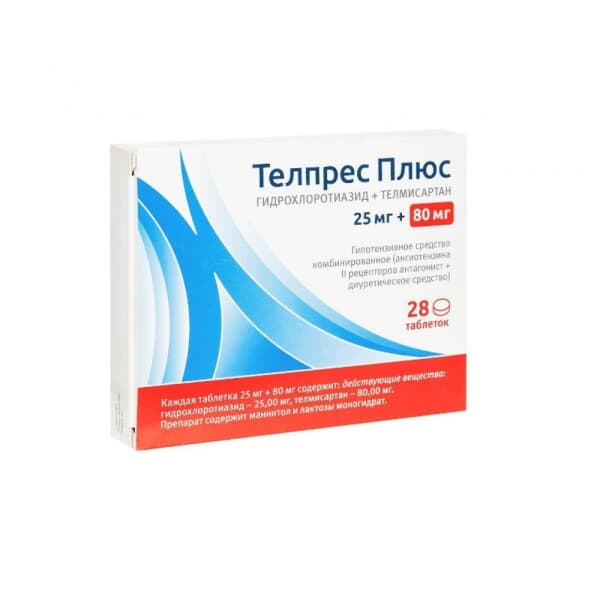 Телпрес Плюс
ГИДРОХЛОРОТИАЗИД + ТЕЛМИСАРТАН
25 мг + 80 мг
Гипотензивное средство
комбинированное (ангиотензина
II рецепторов антагонист +
диуретическое средство)
28
таблеток
Каждая таблетка 25 мг + 80 мг содержит: действующие вещества:
гидрохлоротиазид – 25,00 мг, телмисартан – 80,00 мг.
Препарат содержит маннитол и лактозы моногидрат.